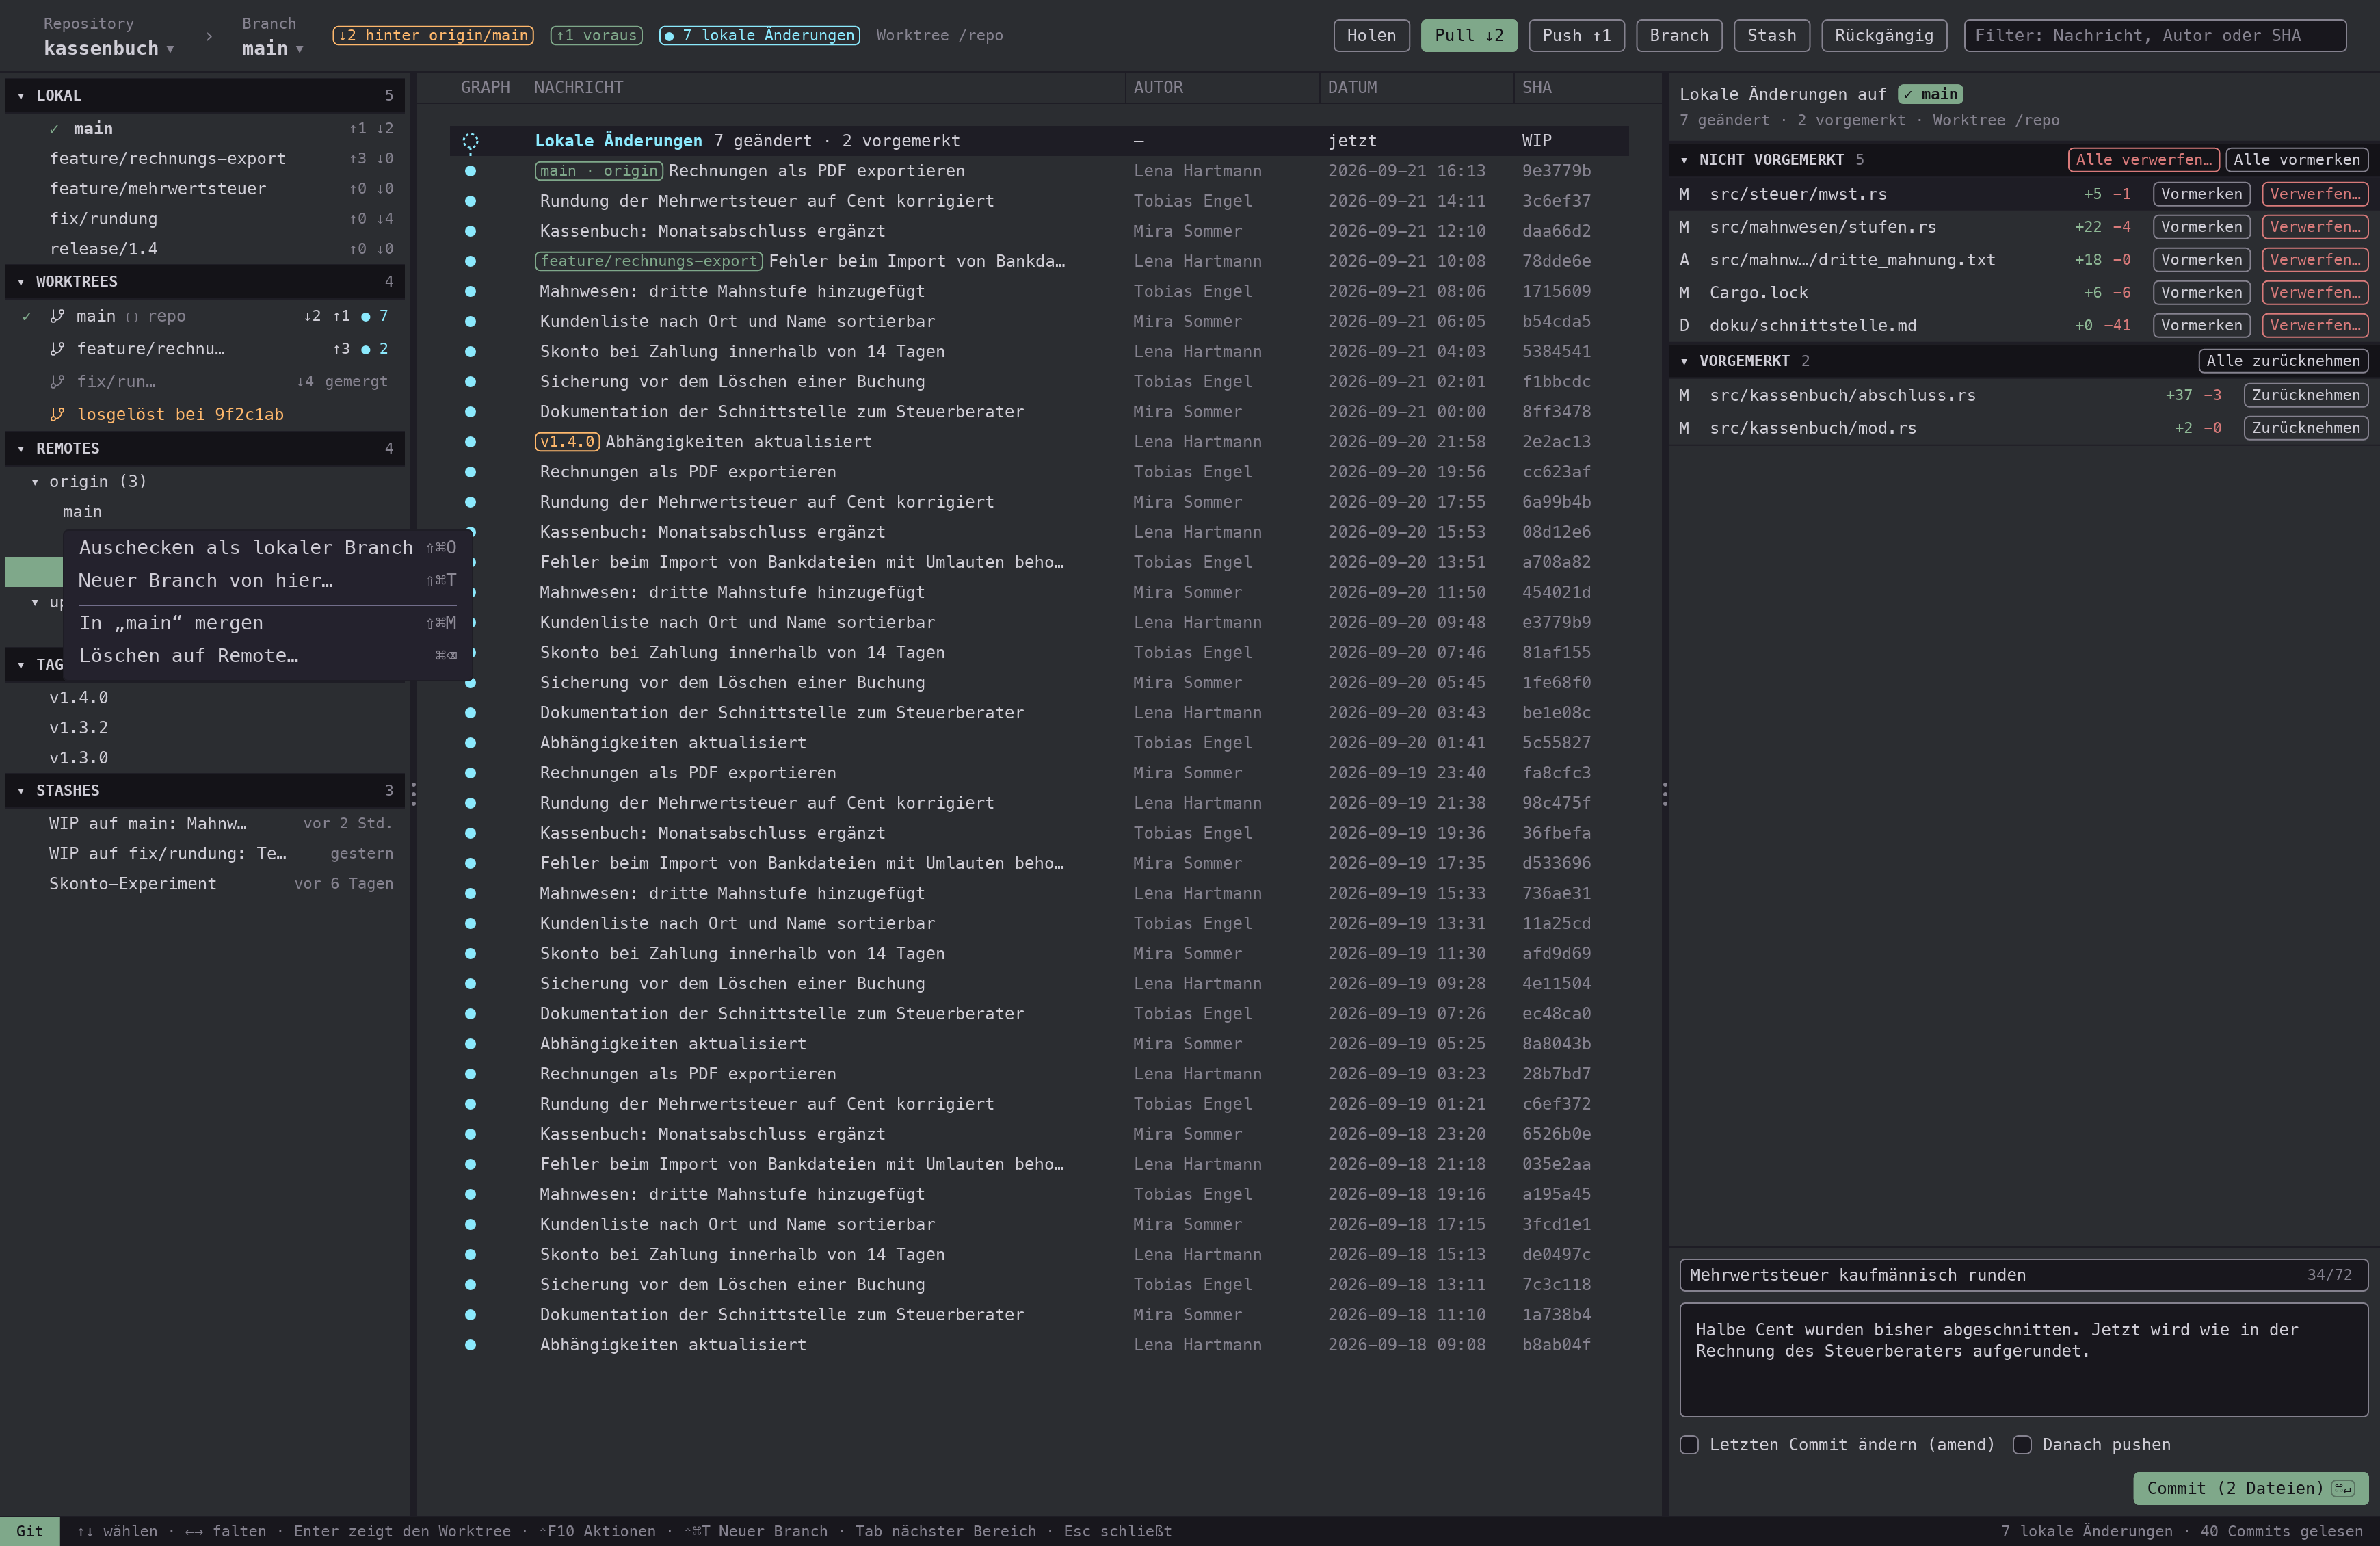 Repository Branch
kassenbuch ▾ › main ▾ ↓2 hinter origin/main ↑1 voraus ● 7 lokale Änderungen Worktree /repo Holen Pull ↓2 Push ↑1 Branch Stash Rückgängig Filter: Nachricht, Autor oder SHA
▾ LOKAL 5
✓ main ↑1 ↓2
feature/rechnungs-export ↑3 ↓0
feature/mehrwertsteuer ↑0 ↓0
fix/rundung ↑0 ↓4
release/1.4 ↑0 ↓0
▾ WORKTREES 4
✓ main ▢ repo ↓2 ↑1 ● 7
feature/rechnu… ↑3 ● 2
fix/run… ↓4 gemergt
losgelöst bei 9f2c1ab
▾ REMOTES 4
▾ origin (3)
main
Auschecken als lokaler Branch ⇧⌘O
Neuer Branch von hier… ⇧⌘T
▾ up
In „main“ mergen ⇧⌘M
Löschen auf Remote… ⌘⌫
▾ TAG
v1.4.0
v1.3.2
v1.3.0
▾ STASHES 3
WIP auf main: Mahnw… vor 2 Std.
WIP auf fix/rundung: Te… gestern
Skonto-Experiment vor 6 Tagen
GRAPH NACHRICHT AUTOR DATUM SHA
Lokale Änderungen 7 geändert · 2 vorgemerkt — jetzt WIP
main · origin Rechnungen als PDF exportieren Lena Hartmann 2026-09-21 16:13 9e3779b
Rundung der Mehrwertsteuer auf Cent korrigiert Tobias Engel 2026-09-21 14:11 3c6ef37
Kassenbuch: Monatsabschluss ergänzt Mira Sommer 2026-09-21 12:10 daa66d2
feature/rechnungs-export Fehler beim Import von Bankda… Lena Hartmann 2026-09-21 10:08 78dde6e
Mahnwesen: dritte Mahnstufe hinzugefügt Tobias Engel 2026-09-21 08:06 1715609
Kundenliste nach Ort und Name sortierbar Mira Sommer 2026-09-21 06:05 b54cda5
Skonto bei Zahlung innerhalb von 14 Tagen Lena Hartmann 2026-09-21 04:03 5384541
Sicherung vor dem Löschen einer Buchung Tobias Engel 2026-09-21 02:01 f1bbcdc
Dokumentation der Schnittstelle zum Steuerberater Mira Sommer 2026-09-21 00:00 8ff3478
v1.4.0 Abhängigkeiten aktualisiert Lena Hartmann 2026-09-20 21:58 2e2ac13
Rechnungen als PDF exportieren Tobias Engel 2026-09-20 19:56 cc623af
Rundung der Mehrwertsteuer auf Cent korrigiert Mira Sommer 2026-09-20 17:55 6a99b4b
Kassenbuch: Monatsabschluss ergänzt Lena Hartmann 2026-09-20 15:53 08d12e6
Fehler beim Import von Bankdateien mit Umlauten beho… Tobias Engel 2026-09-20 13:51 a708a82
Mahnwesen: dritte Mahnstufe hinzugefügt Mira Sommer 2026-09-20 11:50 454021d
Kundenliste nach Ort und Name sortierbar Lena Hartmann 2026-09-20 09:48 e3779b9
Skonto bei Zahlung innerhalb von 14 Tagen Tobias Engel 2026-09-20 07:46 81af155
Sicherung vor dem Löschen einer Buchung Mira Sommer 2026-09-20 05:45 1fe68f0
Dokumentation der Schnittstelle zum Steuerberater Lena Hartmann 2026-09-20 03:43 be1e08c
Abhängigkeiten aktualisiert Tobias Engel 2026-09-20 01:41 5c55827
Rechnungen als PDF exportieren Mira Sommer 2026-09-19 23:40 fa8cfc3
Rundung der Mehrwertsteuer auf Cent korrigiert Lena Hartmann 2026-09-19 21:38 98c475f
Kassenbuch: Monatsabschluss ergänzt Tobias Engel 2026-09-19 19:36 36fbefa
Fehler beim Import von Bankdateien mit Umlauten beho… Mira Sommer 2026-09-19 17:35 d533696
Mahnwesen: dritte Mahnstufe hinzugefügt Lena Hartmann 2026-09-19 15:33 736ae31
Kundenliste nach Ort und Name sortierbar Tobias Engel 2026-09-19 13:31 11a25cd
Skonto bei Zahlung innerhalb von 14 Tagen Mira Sommer 2026-09-19 11:30 afd9d69
Sicherung vor dem Löschen einer Buchung Lena Hartmann 2026-09-19 09:28 4e11504
Dokumentation der Schnittstelle zum Steuerberater Tobias Engel 2026-09-19 07:26 ec48ca0
Abhängigkeiten aktualisiert Mira Sommer 2026-09-19 05:25 8a8043b
Rechnungen als PDF exportieren Lena Hartmann 2026-09-19 03:23 28b7bd7
Rundung der Mehrwertsteuer auf Cent korrigiert Tobias Engel 2026-09-19 01:21 c6ef372
Kassenbuch: Monatsabschluss ergänzt Mira Sommer 2026-09-18 23:20 6526b0e
Fehler beim Import von Bankdateien mit Umlauten beho… Lena Hartmann 2026-09-18 21:18 035e2aa
Mahnwesen: dritte Mahnstufe hinzugefügt Tobias Engel 2026-09-18 19:16 a195a45
Kundenliste nach Ort und Name sortierbar Mira Sommer 2026-09-18 17:15 3fcd1e1
Skonto bei Zahlung innerhalb von 14 Tagen Lena Hartmann 2026-09-18 15:13 de0497c
Sicherung vor dem Löschen einer Buchung Tobias Engel 2026-09-18 13:11 7c3c118
Dokumentation der Schnittstelle zum Steuerberater Mira Sommer 2026-09-18 11:10 1a738b4
Abhängigkeiten aktualisiert Lena Hartmann 2026-09-18 09:08 b8ab04f
Lokale Änderungen auf ✓ main
7 geändert · 2 vorgemerkt · Worktree /repo
▾ NICHT VORGEMERKT 5 Alle verwerfen… Alle vormerken
M src/steuer/mwst.rs +5 −1 Vormerken Verwerfen…
M src/mahnwesen/stufen.rs +22 −4 Vormerken Verwerfen…
A src/mahnw…/dritte_mahnung.txt +18 −0 Vormerken Verwerfen…
M Cargo.lock +6 −6 Vormerken Verwerfen…
D doku/schnittstelle.md +0 −41 Vormerken Verwerfen…
▾ VORGEMERKT 2 Alle zurücknehmen
M src/kassenbuch/abschluss.rs +37 −3 Zurücknehmen
M src/kassenbuch/mod.rs +2 −0 Zurücknehmen
Mehrwertsteuer kaufmännisch runden 34/72
Halbe Cent wurden bisher abgeschnitten. Jetzt wird wie in der
Rechnung des Steuerberaters aufgerundet.
Letzten Commit ändern (amend) Danach pushen
Commit (2 Dateien) ⌘↵
Git ↑↓ wählen · ←→ falten · Enter zeigt den Worktree · ⇧F10 Aktionen · ⇧⌘T Neuer Branch · Tab nächster Bereich · Esc schließt 7 lokale Änderungen · 40 Commits gelesen